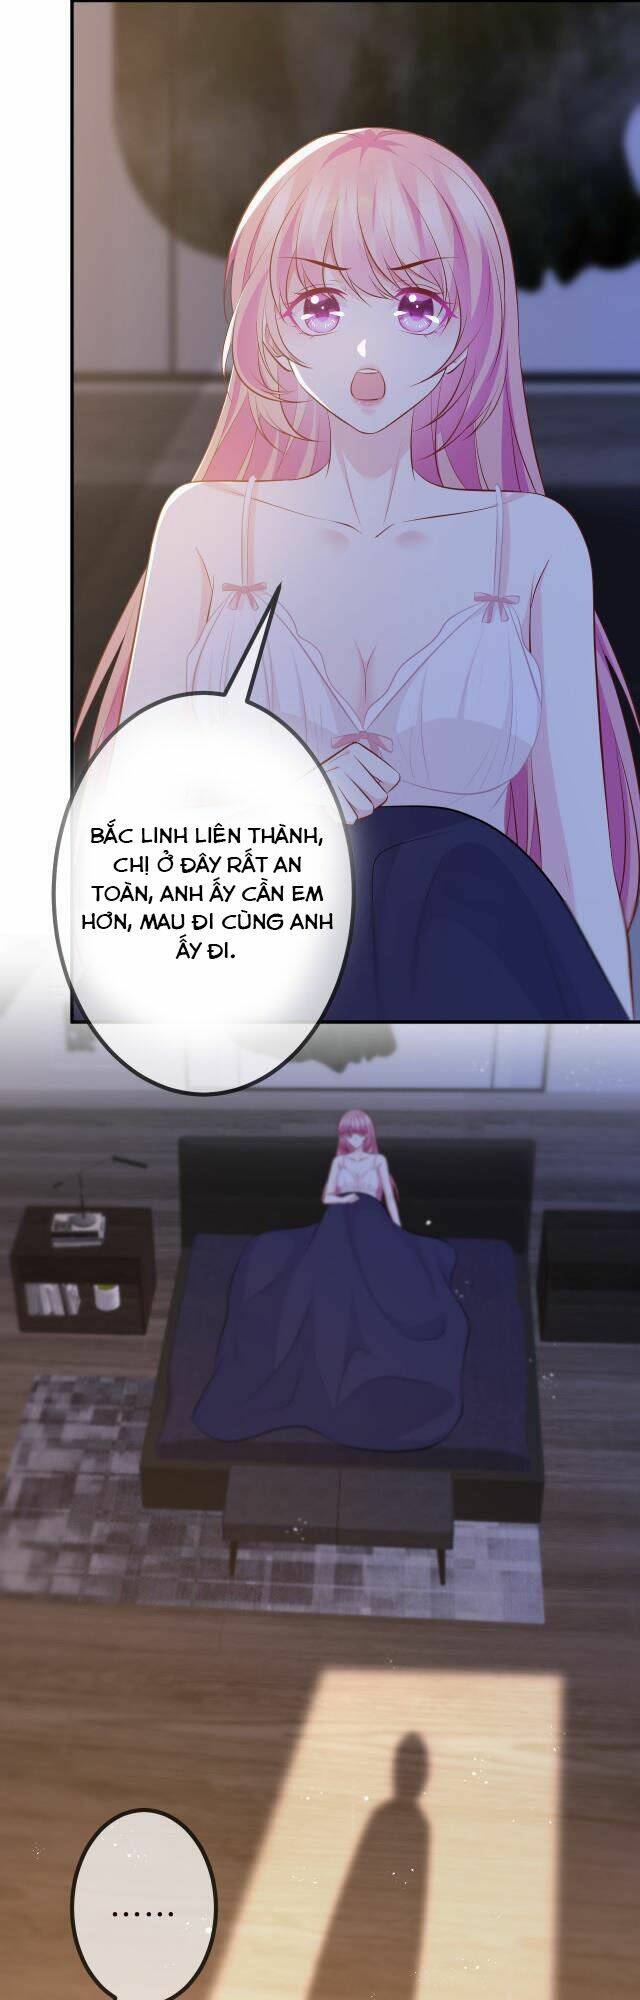 BẮC LINH LIÊN THÀNH,
CHỊ Ở ĐÂY RẤT AN
TOÀN, ANH ẤY CẦN EM
HƠN, MAU ĐI CÙNG ANH
ẤY ĐI.
......